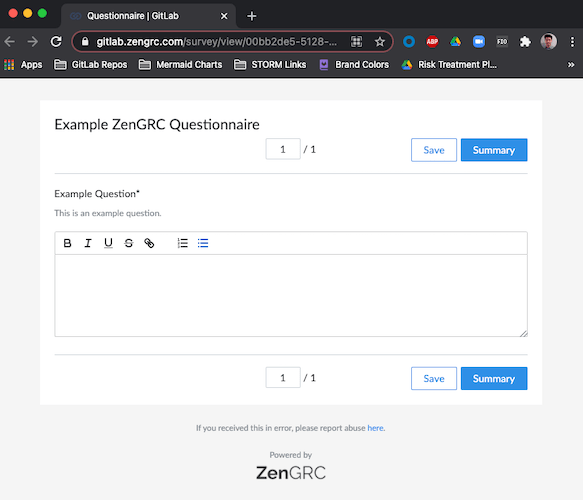 Questionnaire | GitLab
gitlab.zengrc.com/survey/view/00bb2de5-5128-...
ABP
FIO
Apps
GitLab Repos
Mermaid Charts
STORM Links
Brand Colors
Risk Treatment Pl...
»
Example ZenGRC Questionnaire
1 / 1
Save
Summary
Example Question*
This is an example question.
B I U S
1 / 1
Save
Summary
If you received this in error, please report abuse here.
Powered by
ZenGRC